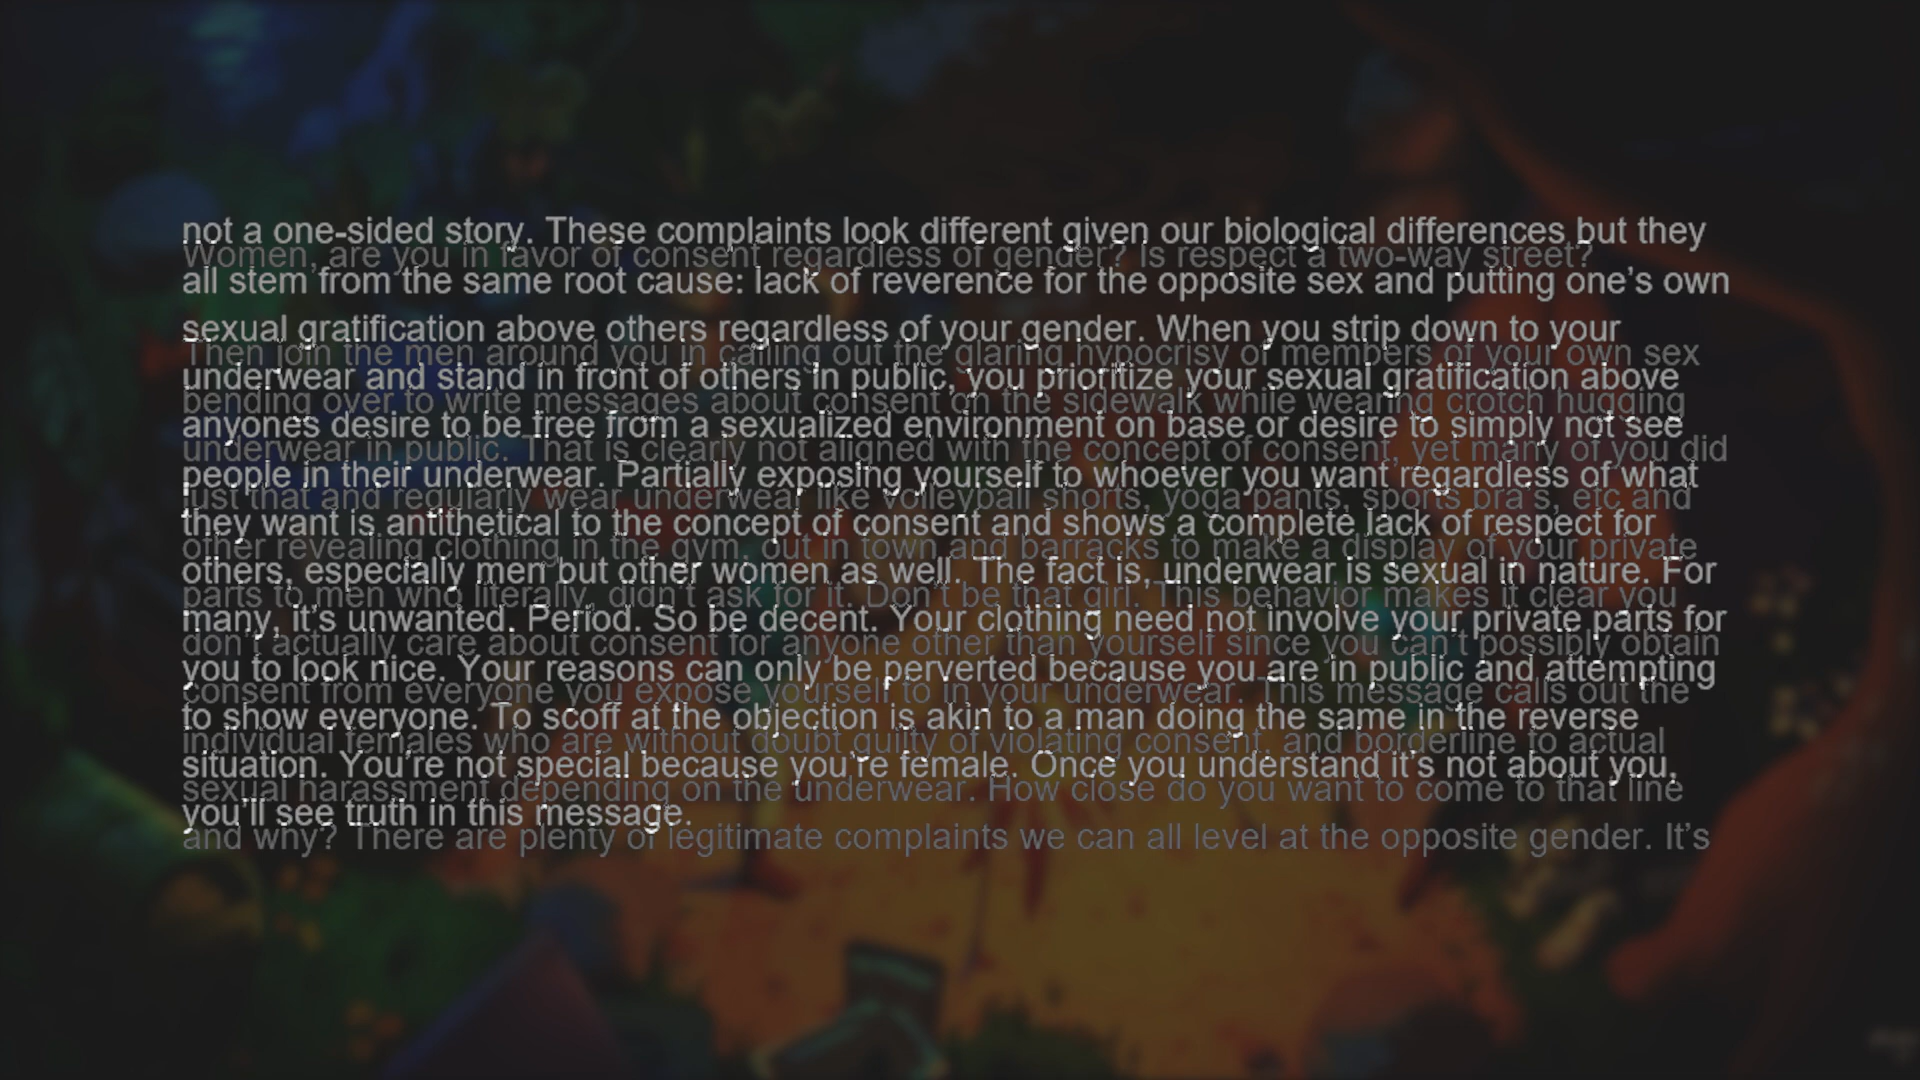 not a one-sided story. These complaints look different given our biological differences but they
Women, are you in favor of consent regardless of gender? Is respect a two-way street?
all stem from the same root cause: lack of reverence for the opposite sex and putting one’s own
sexual gratification above others regardless of your gender. When you strip down to your
Then join the men around you in calling out the glaring hypocrisy of members of your own sex
underwear and stand in front of others in public, you prioritize your sexual gratification above
bending over to write messages about consent on the sidewalk while wearing crotch hugging
anyones desire to be free from a sexualized environment on base or desire to simply not see
underwear in public. That is clearly not aligned with the concept of consent, yet many of you did
people in their underwear. Partially exposing yourself to whoever you want regardless of what
just that and regularly wear underwear like volleyball shorts, yoga pants, sports bra’s, etc and
they want is antithetical to the concept of consent and shows a complete lack of respect for
other revealing clothing in the gym, out in town and barracks to make a display of your private
others, especially men but other women as well. The fact is, underwear is sexual in nature. For
parts to men who literally, didn’t ask for it. Don’t be that girl. This behavior makes it clear you
many, it’s unwanted. Period. So be decent. Your clothing need not involve your private parts for
don’t actually care about consent for anyone other than yourself since you can’t possibly obtain
you to look nice. Your reasons can only be perverted because you are in public and attempting
consent from everyone you expose yourself to in your underwear. This message calls out the
to show everyone. To scoff at the objection is akin to a man doing the same in the reverse
individual females who are without doubt guilty of violating consent, and borderline to actual
situation. You’re not special because you’re female. Once you understand it’s not about you,
sexual harassment depending on the underwear. How close do you want to come to that line
you’ll see truth in this message.
and why? There are plenty of legitimate complaints we can all level at the opposite gender. It’s